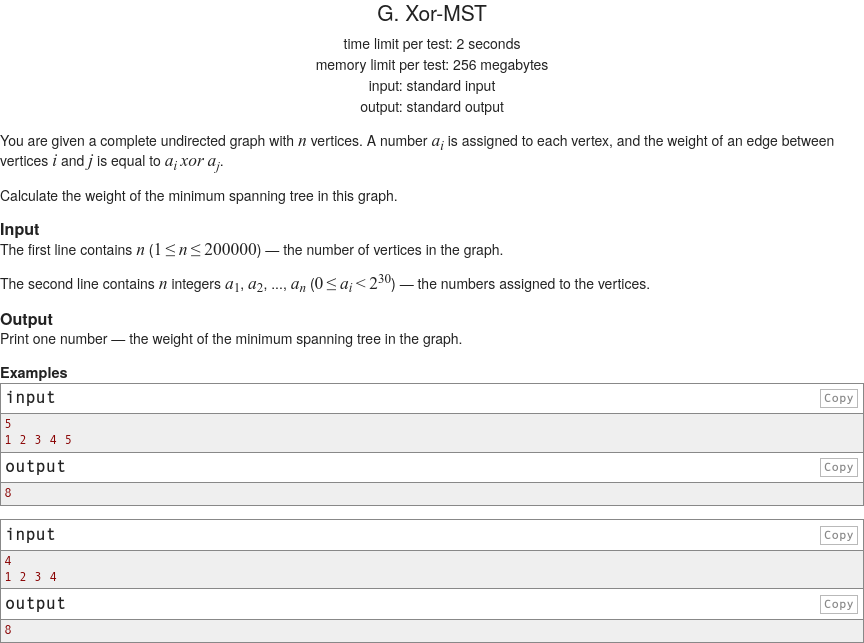 G. Xor-MST
time limit per test: 2 seconds
memory limit per test: 256 megabytes
input: standard input
output: standard output
You are given a complete undirected graph with n vertices. A number a_i is assigned to each vertex, and the weight of an edge between
vertices i and j is equal to a_i xor a_j.
Calculate the weight of the minimum spanning tree in this graph.
Input
The first line contains n (1 ≤ n ≤ 200000) — the number of vertices in the graph.
The second line contains n integers a_1, a_2, ..., a_n (0 ≤ a_i < 2^30) — the numbers assigned to the vertices.
Output
Print one number — the weight of the minimum spanning tree in the graph.
Examples
input Copy
5
1 2 3 4 5
output Copy
8
input Copy
4
1 2 3 4
output Copy
8